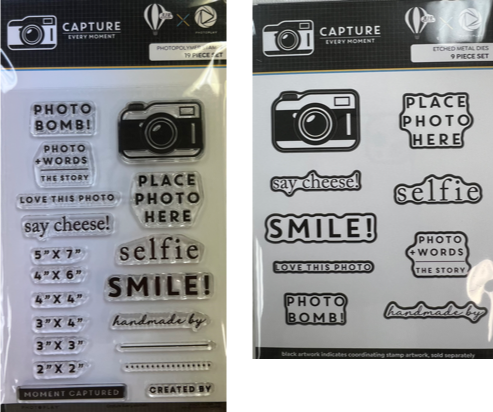 CAPTURE
EVERY MOMENT
PHOTOPOLYMER STAMPS
19 PIECE SET
PHOTO
BOMB!
PHOTO
+WORDS
THE STORY
LOVE THIS PHOTO
say cheese!
5" X 7"
4" X 6"
4" X 4"
3" X 4"
3" X 3"
2" X 2"
MOMENT CAPTURED
PLACE
PHOTO
HERE
selfie
SMILE!
handmade by
CREATED BY
CAPTURE
EVERY MOMENT
ETCHED METAL DIES
9 PIECE SET
say cheese!
SMILE!
LOVE THIS PHOTO
PHOTO
BOMB!
PLACE
PHOTO
HERE
selfie
PHOTO
+WORDS
THE STORY
handmade by
Black artwork indicates coordinating stamp artwork, sold separately